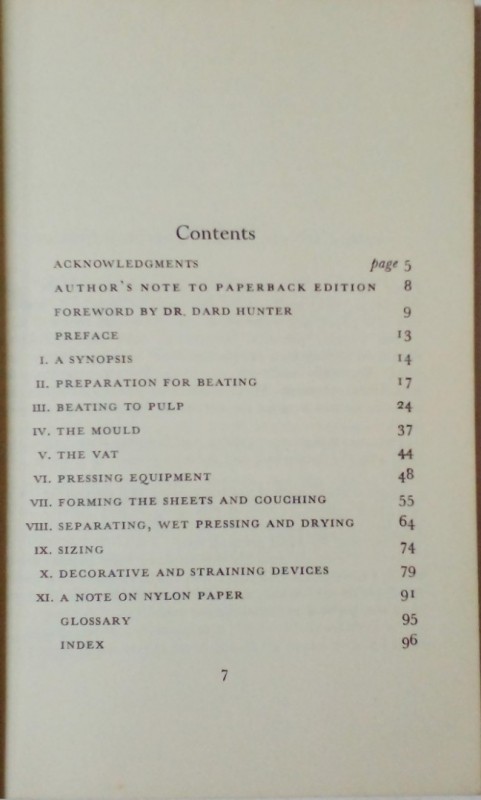 Contents
ACKNOWLEDGMENTS page 5
AUTHOR'S NOTE TO PAPERBACK EDITION 8
FOREWORD BY DR. DARD HUNTER 9
PREFACE 13
I. A SYNOPSIS 14
II. PREPARATION FOR BEATING 17
III. BEATING TO PULP 24
IV. THE MOULD 37
V. THE VAT 44
VI. PRESSING EQUIPMENT 48
VII. FORMING THE SHEETS AND COUCHING 55
VIII. SEPARATING, WET PRESSING AND DRYING 64
IX. SIZING 74
X. DECORATIVE AND STRAINING DEVICES 79
XI. A NOTE ON NYLON PAPER 91
GLOSSARY 95
INDEX 96
7